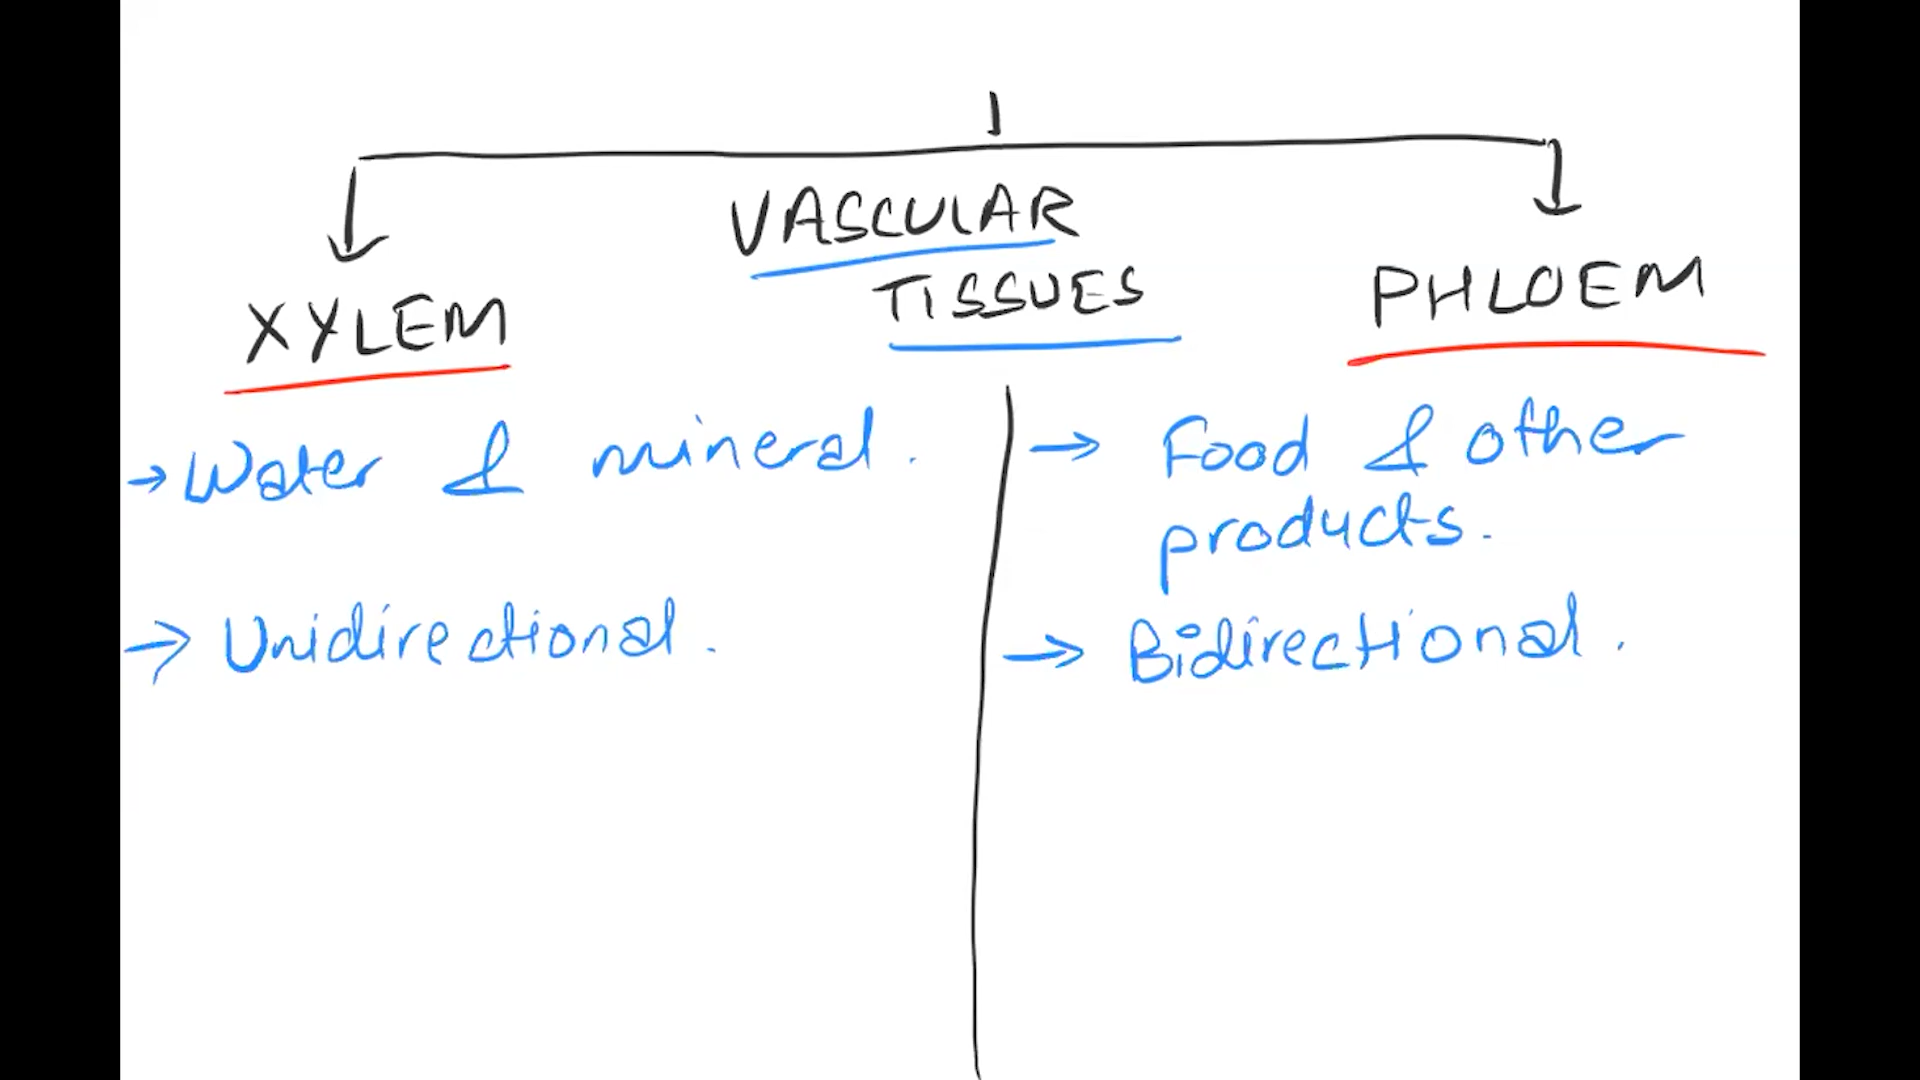 VASCULAR
TISSUES
XYLEM
→ Water & mineral.
→ Unidirectional.
PHLOEM
→ Food & other
products.
→ Bidirectional.